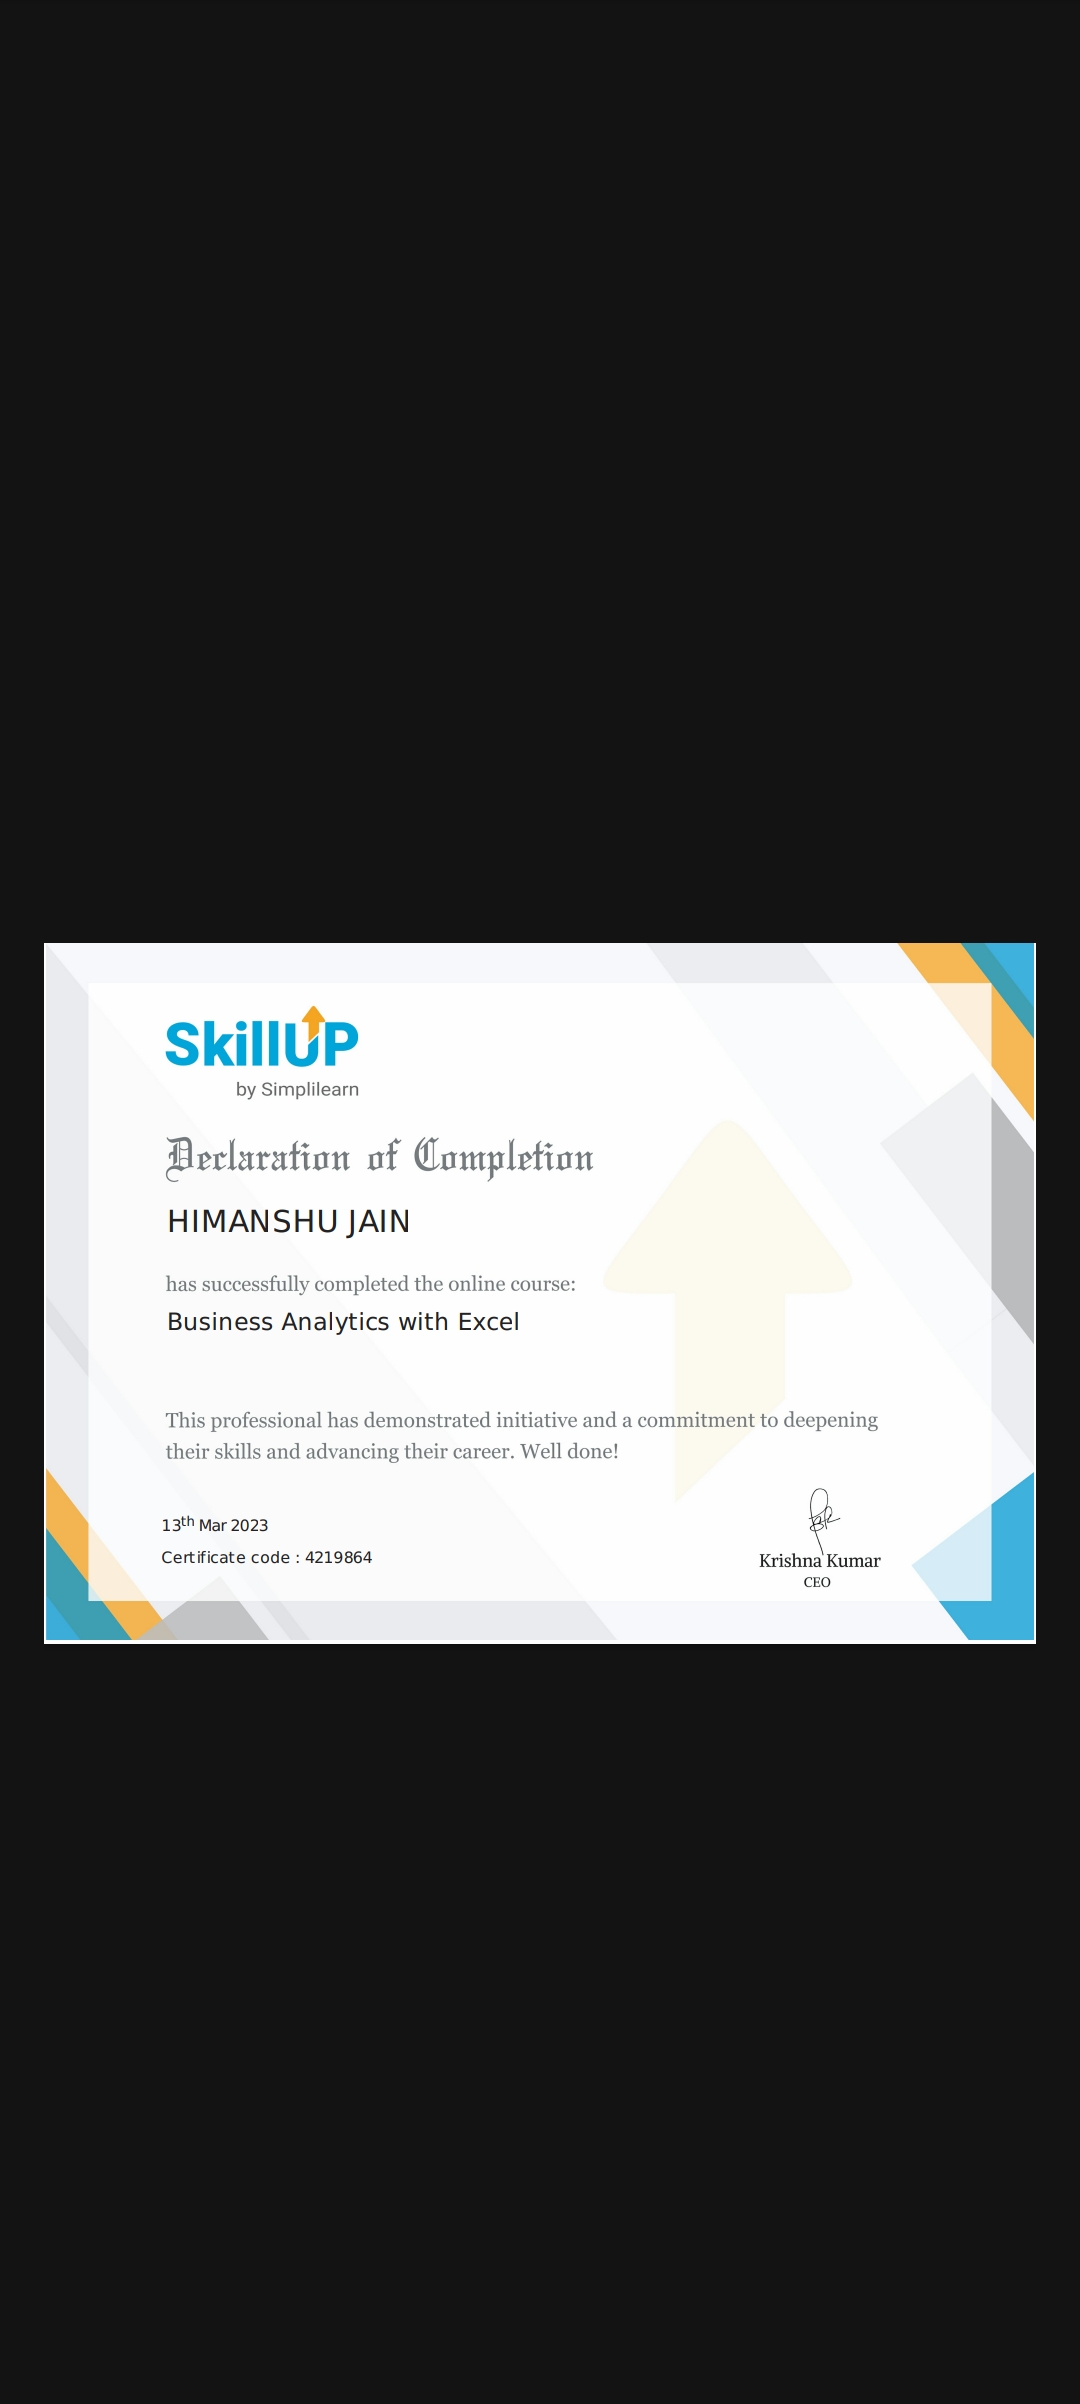 SkillUP
by Simplilearn
Declaration of Completion
HIMANSHU JAIN
has successfully completed the online course:
Business Analytics with Excel
This professional has demonstrated initiative and a commitment to deepening
their skills and advancing their career. Well done!
13th Mar 2023
Certificate code : 4219864
Krishna Kumar
CEO